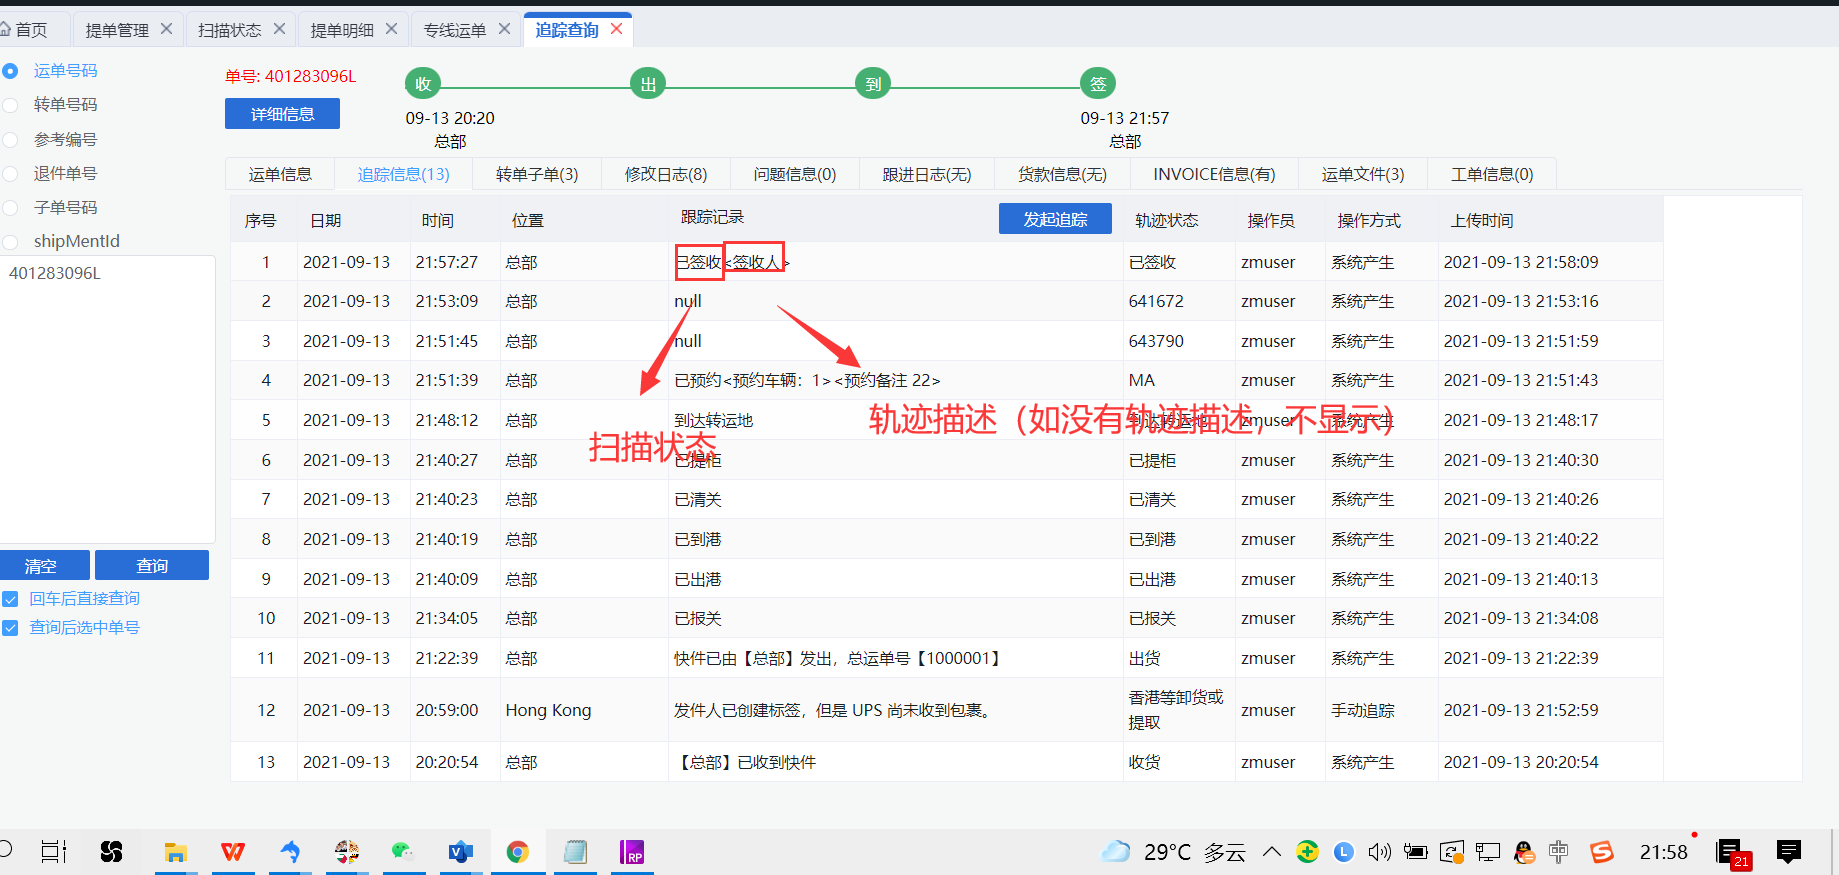 首页 提单管理 扫描状态 提单明细 专线运单 追踪查询
运单号码
转单号码
参考编号
退件单号
子单号码
shipMentId
401283096L
清空 查询
回车后直接查询
查询后选中单号
单号: 401283096L
详细信息
收 出 到 签
09-13 20:20 09-13 21:57
总部 总部
运单信息 追踪信息(13) 转单子单(3) 修改日志(8) 问题信息(0) 跟进日志(无) 货款信息(无) INVOICE信息(有) 运单文件(3) 工单信息(0)
序号 日期 时间 位置 跟踪记录 发起追踪 轨迹状态 操作员 操作方式 上传时间
1 2021-09-13 21:57:27 总部 已签收<签收人> 已签收 zmuser 系统产生 2021-09-13 21:58:09
2 2021-09-13 21:53:09 总部 null 641672 zmuser 系统产生 2021-09-13 21:53:16
3 2021-09-13 21:51:45 总部 null 643790 zmuser 系统产生 2021-09-13 21:51:59
4 2021-09-13 21:51:39 总部 已预约<预约车辆：1><预约备注 22> MA zmuser 系统产生 2021-09-13 21:51:43
5 2021-09-13 21:48:12 总部 到达转运地 到达转运地 zmuser 系统产生 2021-09-13 21:48:17
轨迹描述（如没有轨迹描述，不显示）
扫描状态
6 2021-09-13 21:40:27 总部 已提柜 已提柜 zmuser 系统产生 2021-09-13 21:40:30
7 2021-09-13 21:40:23 总部 已清关 已清关 zmuser 系统产生 2021-09-13 21:40:26
8 2021-09-13 21:40:19 总部 已到港 已到港 zmuser 系统产生 2021-09-13 21:40:22
9 2021-09-13 21:40:09 总部 已出港 已出港 zmuser 系统产生 2021-09-13 21:40:13
10 2021-09-13 21:34:05 总部 已报关 已报关 zmuser 系统产生 2021-09-13 21:34:08
11 2021-09-13 21:22:39 总部 快件已由【总部】发出，总运单号【1000001】 出货 zmuser 系统产生 2021-09-13 21:22:39
12 2021-09-13 20:59:00 Hong Kong 发件人已创建标签，但是 UPS 尚未收到包裹。 香港等卸货或
提取 zmuser 手动追踪 2021-09-13 21:52:59
13 2021-09-13 20:20:54 总部 【总部】已收到快件 收货 zmuser 系统产生 2021-09-13 20:20:54
29°C 多云 中 21:58 21